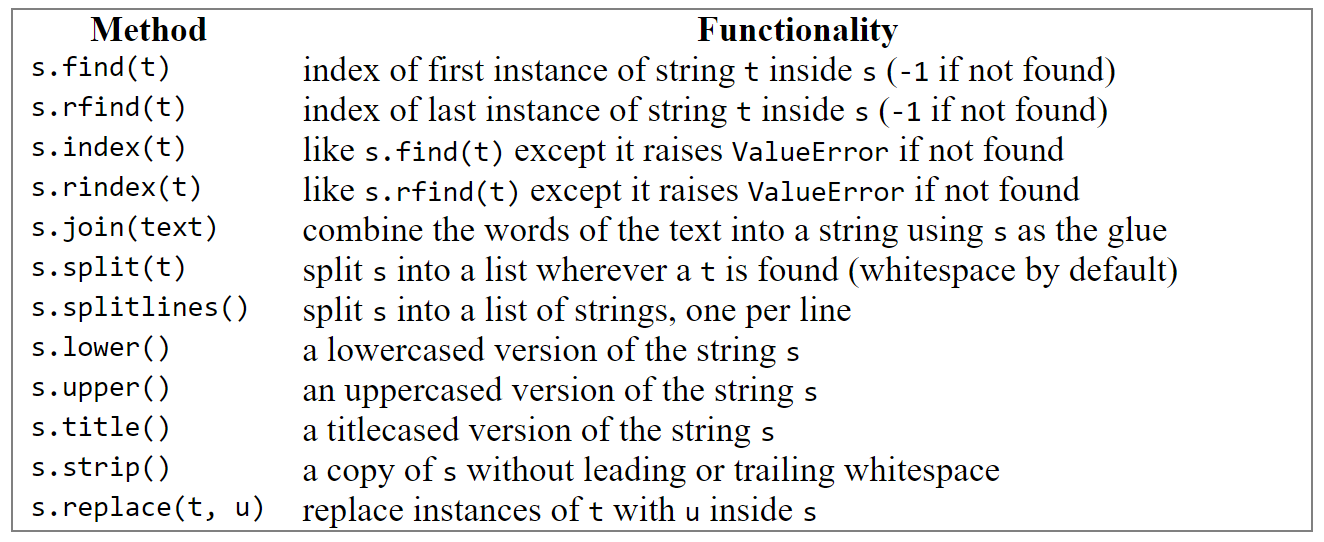 Method Functionality
s.find(t) index of first instance of string t inside s (-1 if not found)
s.rfind(t) index of last instance of string t inside s (-1 if not found)
s.index(t) like s.find(t) except it raises ValueError if not found
s.rindex(t) like s.rfind(t) except it raises ValueError if not found
s.join(text) combine the words of the text into a string using s as the glue
s.split(t) split s into a list wherever a t is found (whitespace by default)
s.splitlines() split s into a list of strings, one per line
s.lower() a lowercased version of the string s
s.upper() an uppercased version of the string s
s.title() a titlecased version of the string s
s.strip() a copy of s without leading or trailing whitespace
s.replace(t, u) replace instances of t with u inside s